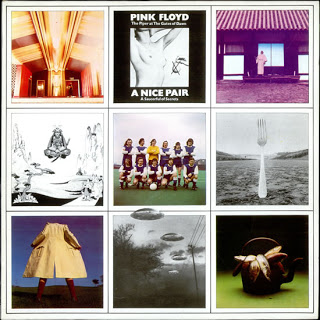 PINK FLOYD
The Piper at The Gates of Dawn
A NICE PAIR
A Saucerful of Secrets